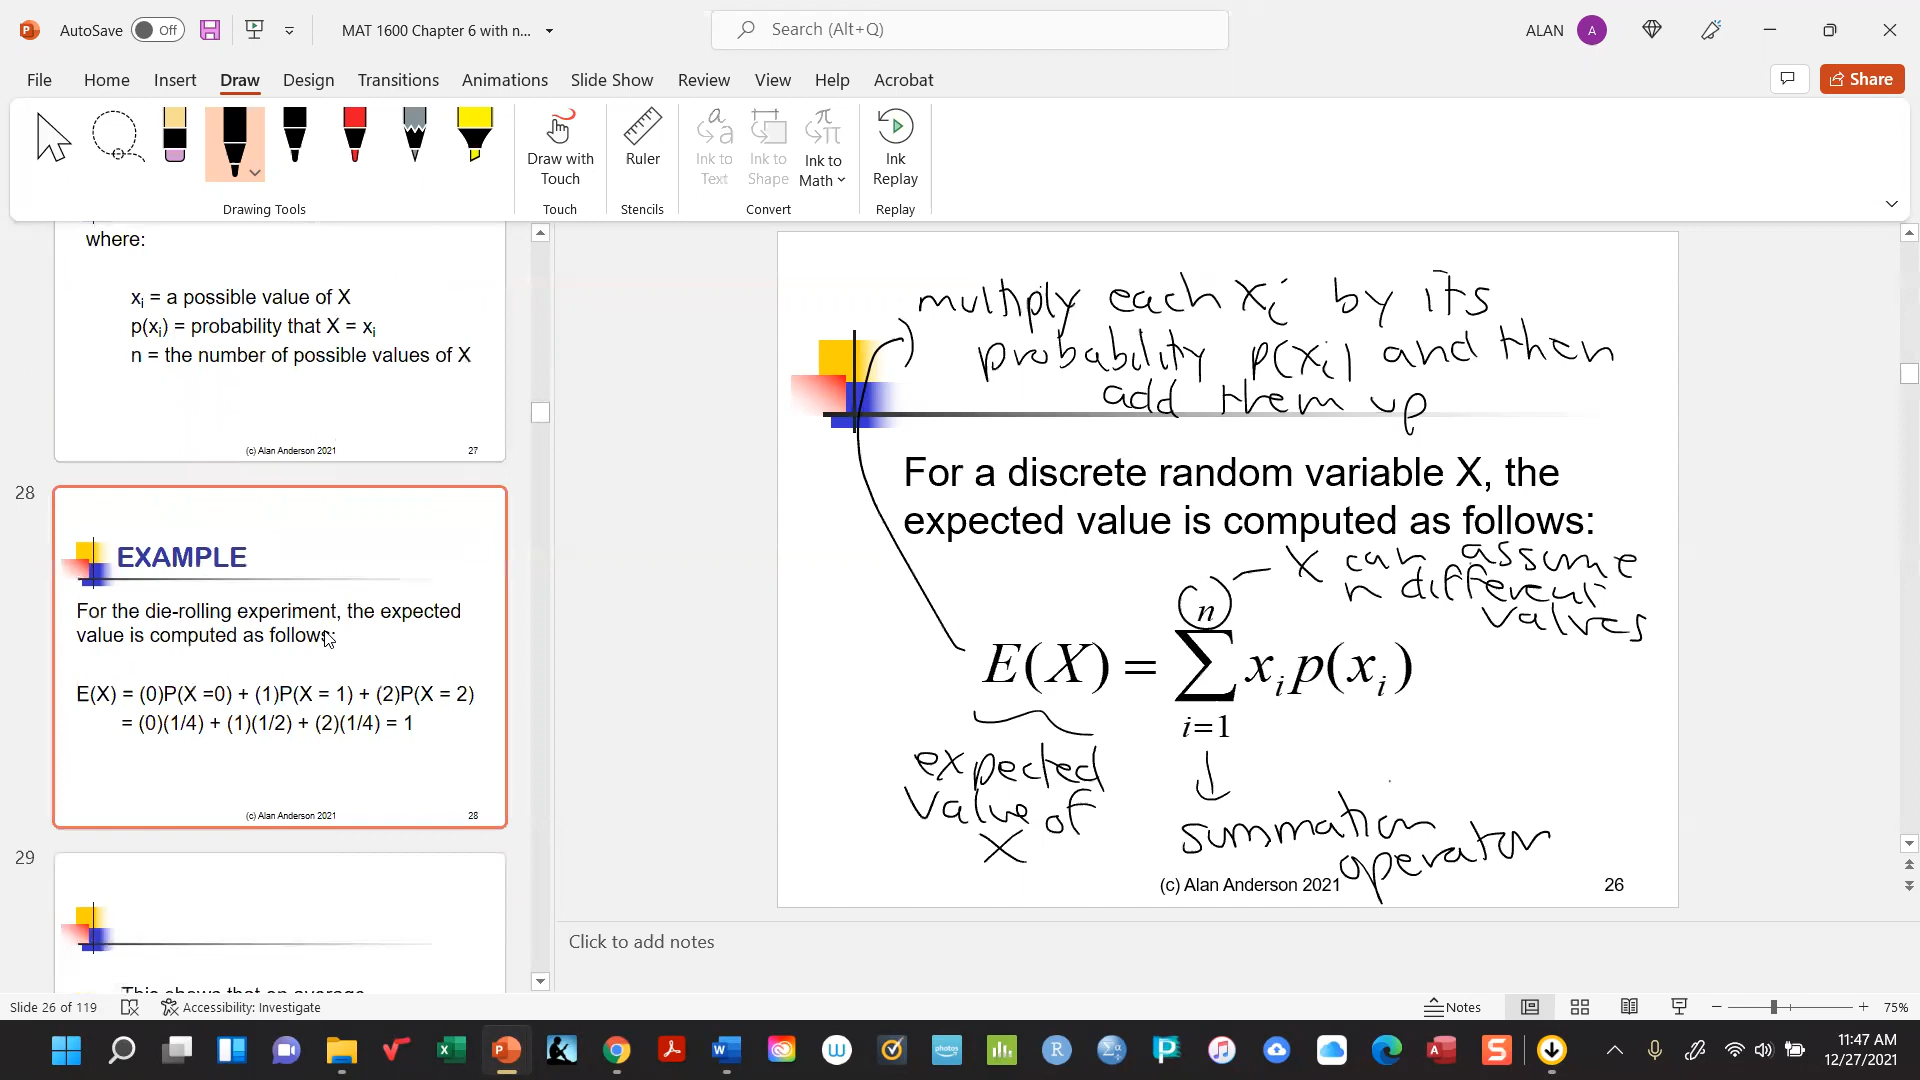 AutoSave Off
MAT 1600 Chapter 6 with n...
Search (Alt+Q)
ALAN A
File Home Insert Draw Design Transitions Animations Slide Show Review View Help Acrobat
Share
Draw with
Touch
Ruler
Ink to
Text
Ink to
Shape
Ink to
Math
Ink
Replay
Drawing Tools Touch Stencils Convert Replay
where:
xi = a possible value of X
p(xi) = probability that X = xi
n = the number of possible values of X
(c) Alan Anderson 2021 27
28
EXAMPLE
For the die-rolling experiment, the expected
value is computed as follows:
E(X) = (0)P(X =0) + (1)P(X = 1) + (2)P(X = 2)
= (0)(1/4) + (1)(1/2) + (2)(1/4) = 1
(c) Alan Anderson 2021 28
29
This shows that an average
multiply each xi by its
probability p(xi) and then
add them up
For a discrete random variable X, the
expected value is computed as follows:
X can assume
n different
values
n
E(X) = ∑ xi p(xi)
i=1
expected
value of
X
summation
operator
(c) Alan Anderson 2021 26
Click to add notes
Slide 26 of 119 Accessibility: Investigate Notes 75%
11:47 AM
12/27/2021